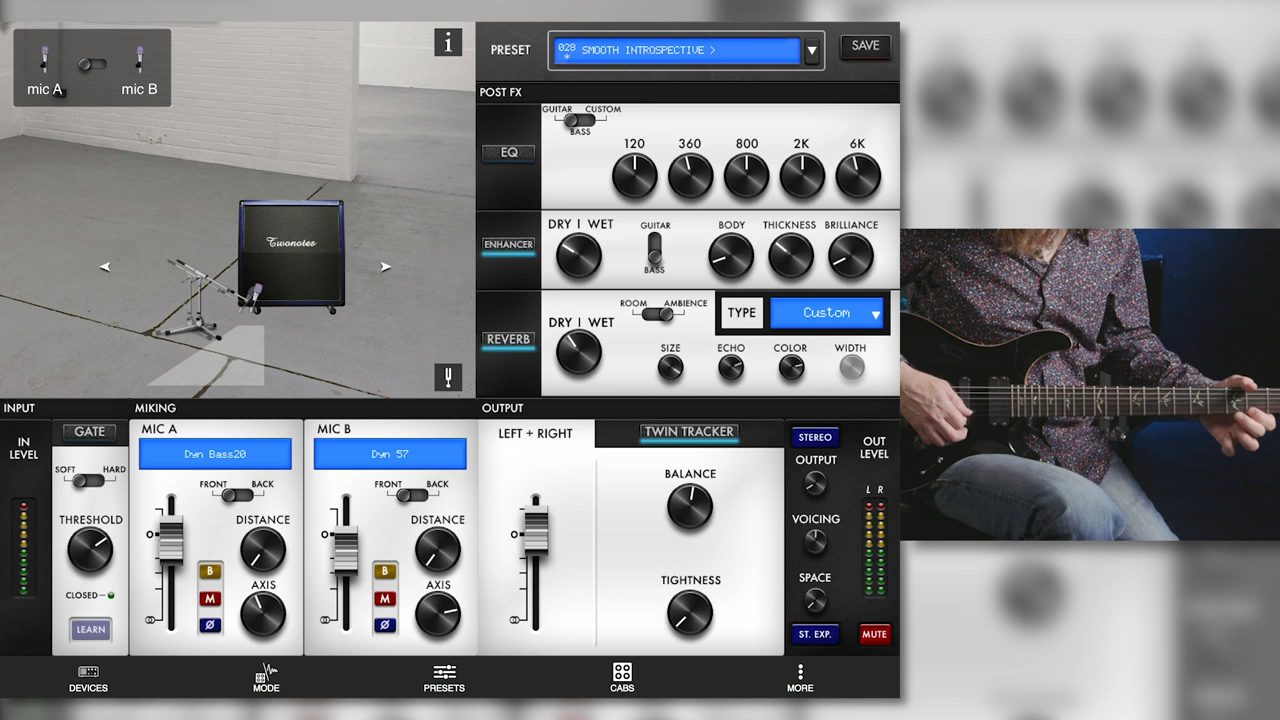 mic A
mic B
i
Twonotes
PRESET
028 SMOOTH INTROSPECTIVE >
*
SAVE
POST FX
GUITAR CUSTOM
BASS
EQ
120 360 800 2K 6K
ENHANCER
DRY | WET
GUITAR
BASS
BODY THICKNESS BRILLIANCE
REVERB
DRY | WET
ROOM AMBIENCE
TYPE
Custom
SIZE ECHO COLOR WIDTH
INPUT
IN
LEVEL
GATE
SOFT HARD
THRESHOLD
CLOSED
LEARN
MIKING
MIC A
Dyn Bass20
FRONT BACK
DISTANCE
AXIS
0
∞
B
M
Ø
MIC B
Dyn 57
FRONT BACK
DISTANCE
AXIS
0
∞
B
M
Ø
OUTPUT
LEFT + RIGHT
0
∞
TWIN TRACKER
BALANCE
TIGHTNESS
STEREO
OUTPUT
VOICING
SPACE
ST. EXP.
OUT
LEVEL
L R
MUTE
DEVICES
MODE
PRESETS
CABS
MORE